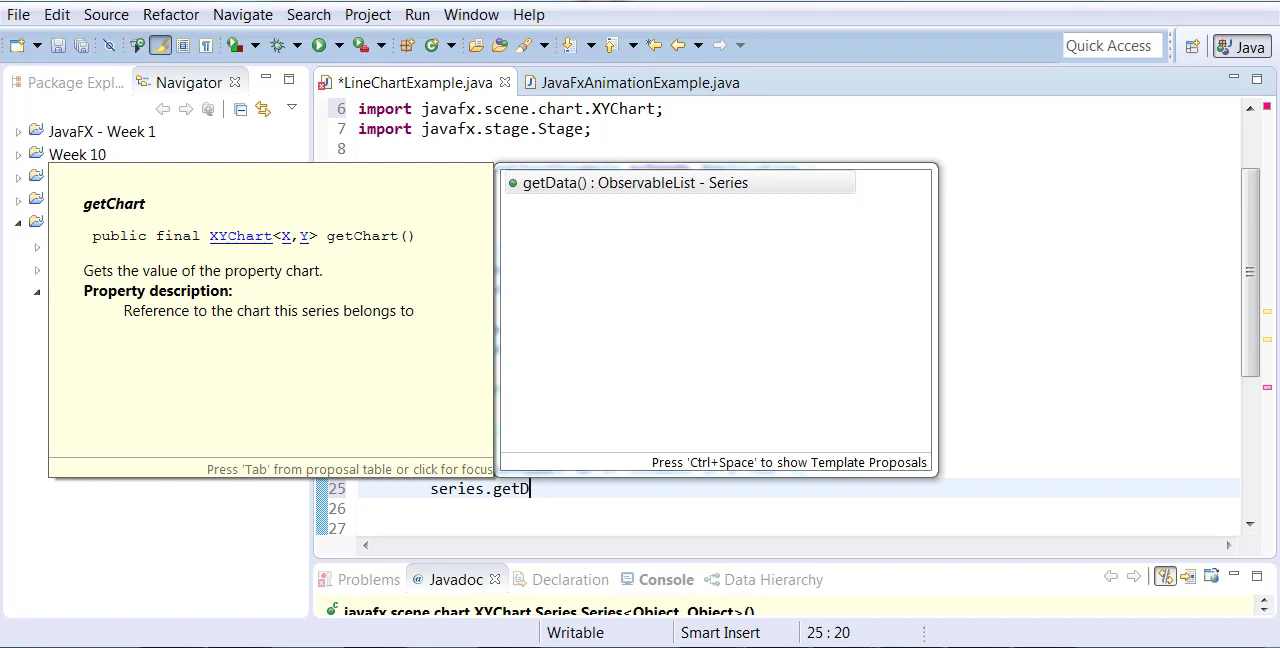 File Edit Source Refactor Navigate Search Project Run Window Help
Quick Access
Java
Package Expl... Navigator
*LineChartExample.java JavaFxAnimationExample.java
6 import javafx.scene.chart.XYChart;
7 import javafx.stage.Stage;
8
JavaFX - Week 1
Week 10
getChart
public final XYChart<X,Y> getChart()
Gets the value of the property chart.
Property description:
Reference to the chart this series belongs to
Press 'Tab' from proposal table or click for focus
getData() : ObservableList - Series
Press 'Ctrl+Space' to show Template Proposals
25 series.getD
26
27
Problems @ Javadoc Declaration Console Data Hierarchy
javafx.scene.chart.XYChart.Series.Series<Object, Object>()
Writable Smart Insert 25 : 20